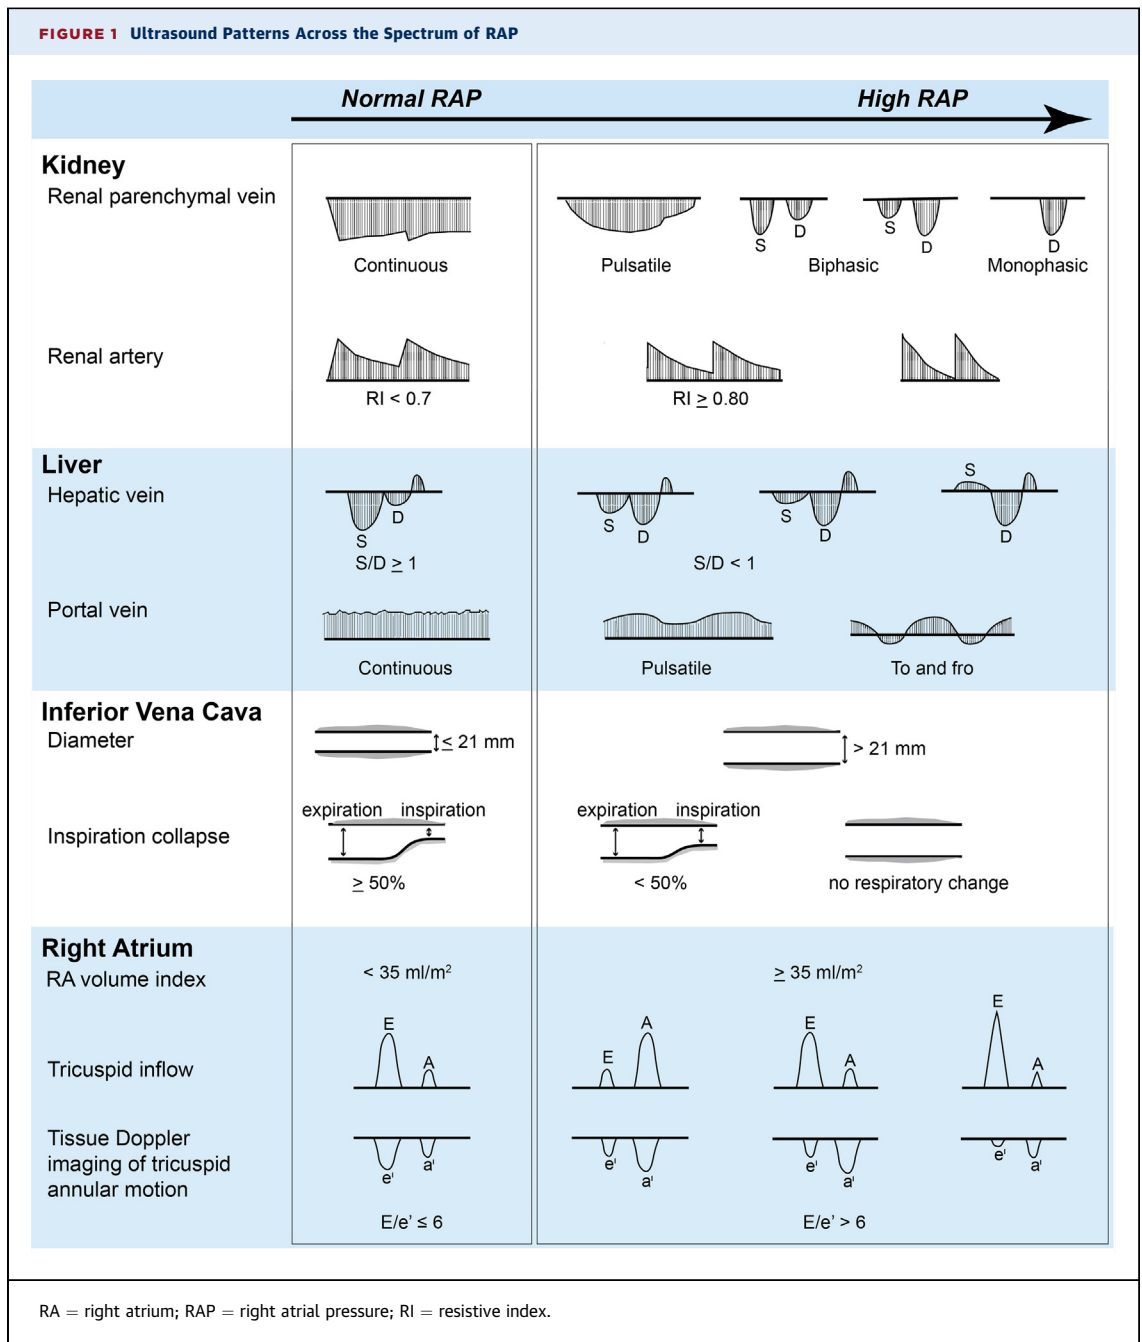 FIGURE 1 Ultrasound Patterns Across the Spectrum of RAP
Normal RAP High RAP
Kidney
Renal parenchymal vein
S D S D D
Continuous Pulsatile Biphasic Monophasic
Renal artery
RI < 0.7 RI ≥ 0.80
Liver
Hepatic vein
S D S D S D S D
S/D ≥ 1 S/D < 1
Portal vein
Continuous Pulsatile To and fro
Inferior Vena Cava
Diameter
≤ 21 mm > 21 mm
expiration inspiration expiration inspiration
Inspiration collapse
≥ 50% < 50% no respiratory change
Right Atrium
RA volume index < 35 ml/m² ≥ 35 ml/m²
E A E A E A E A
Tricuspid inflow
Tissue Doppler
imaging of tricuspid
annular motion
e' a' e' a' e' a' e' a'
E/e' ≤ 6 E/e' > 6
RA = right atrium; RAP = right atrial pressure; RI = resistive index.